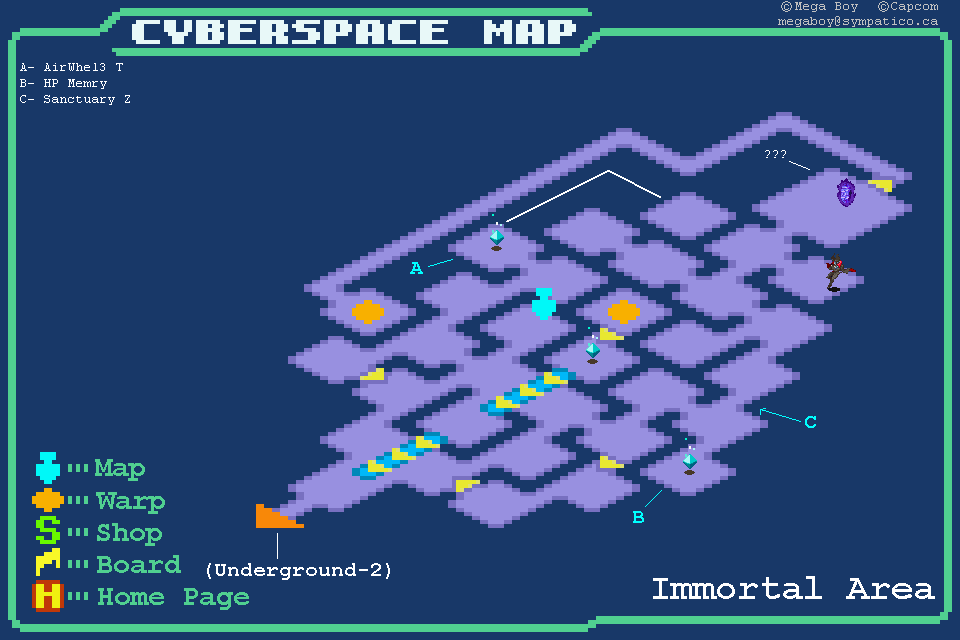 ©Mega Boy ©Capcom
megaboy@sympatico.ca
CYBERSPACE MAP
A- AirWhel3 T
B- HP Memry
C- Sanctuary Z
???
A
C
B
Map
Warp
S Shop
Board
H Home Page
(Underground-2)
Immortal Area